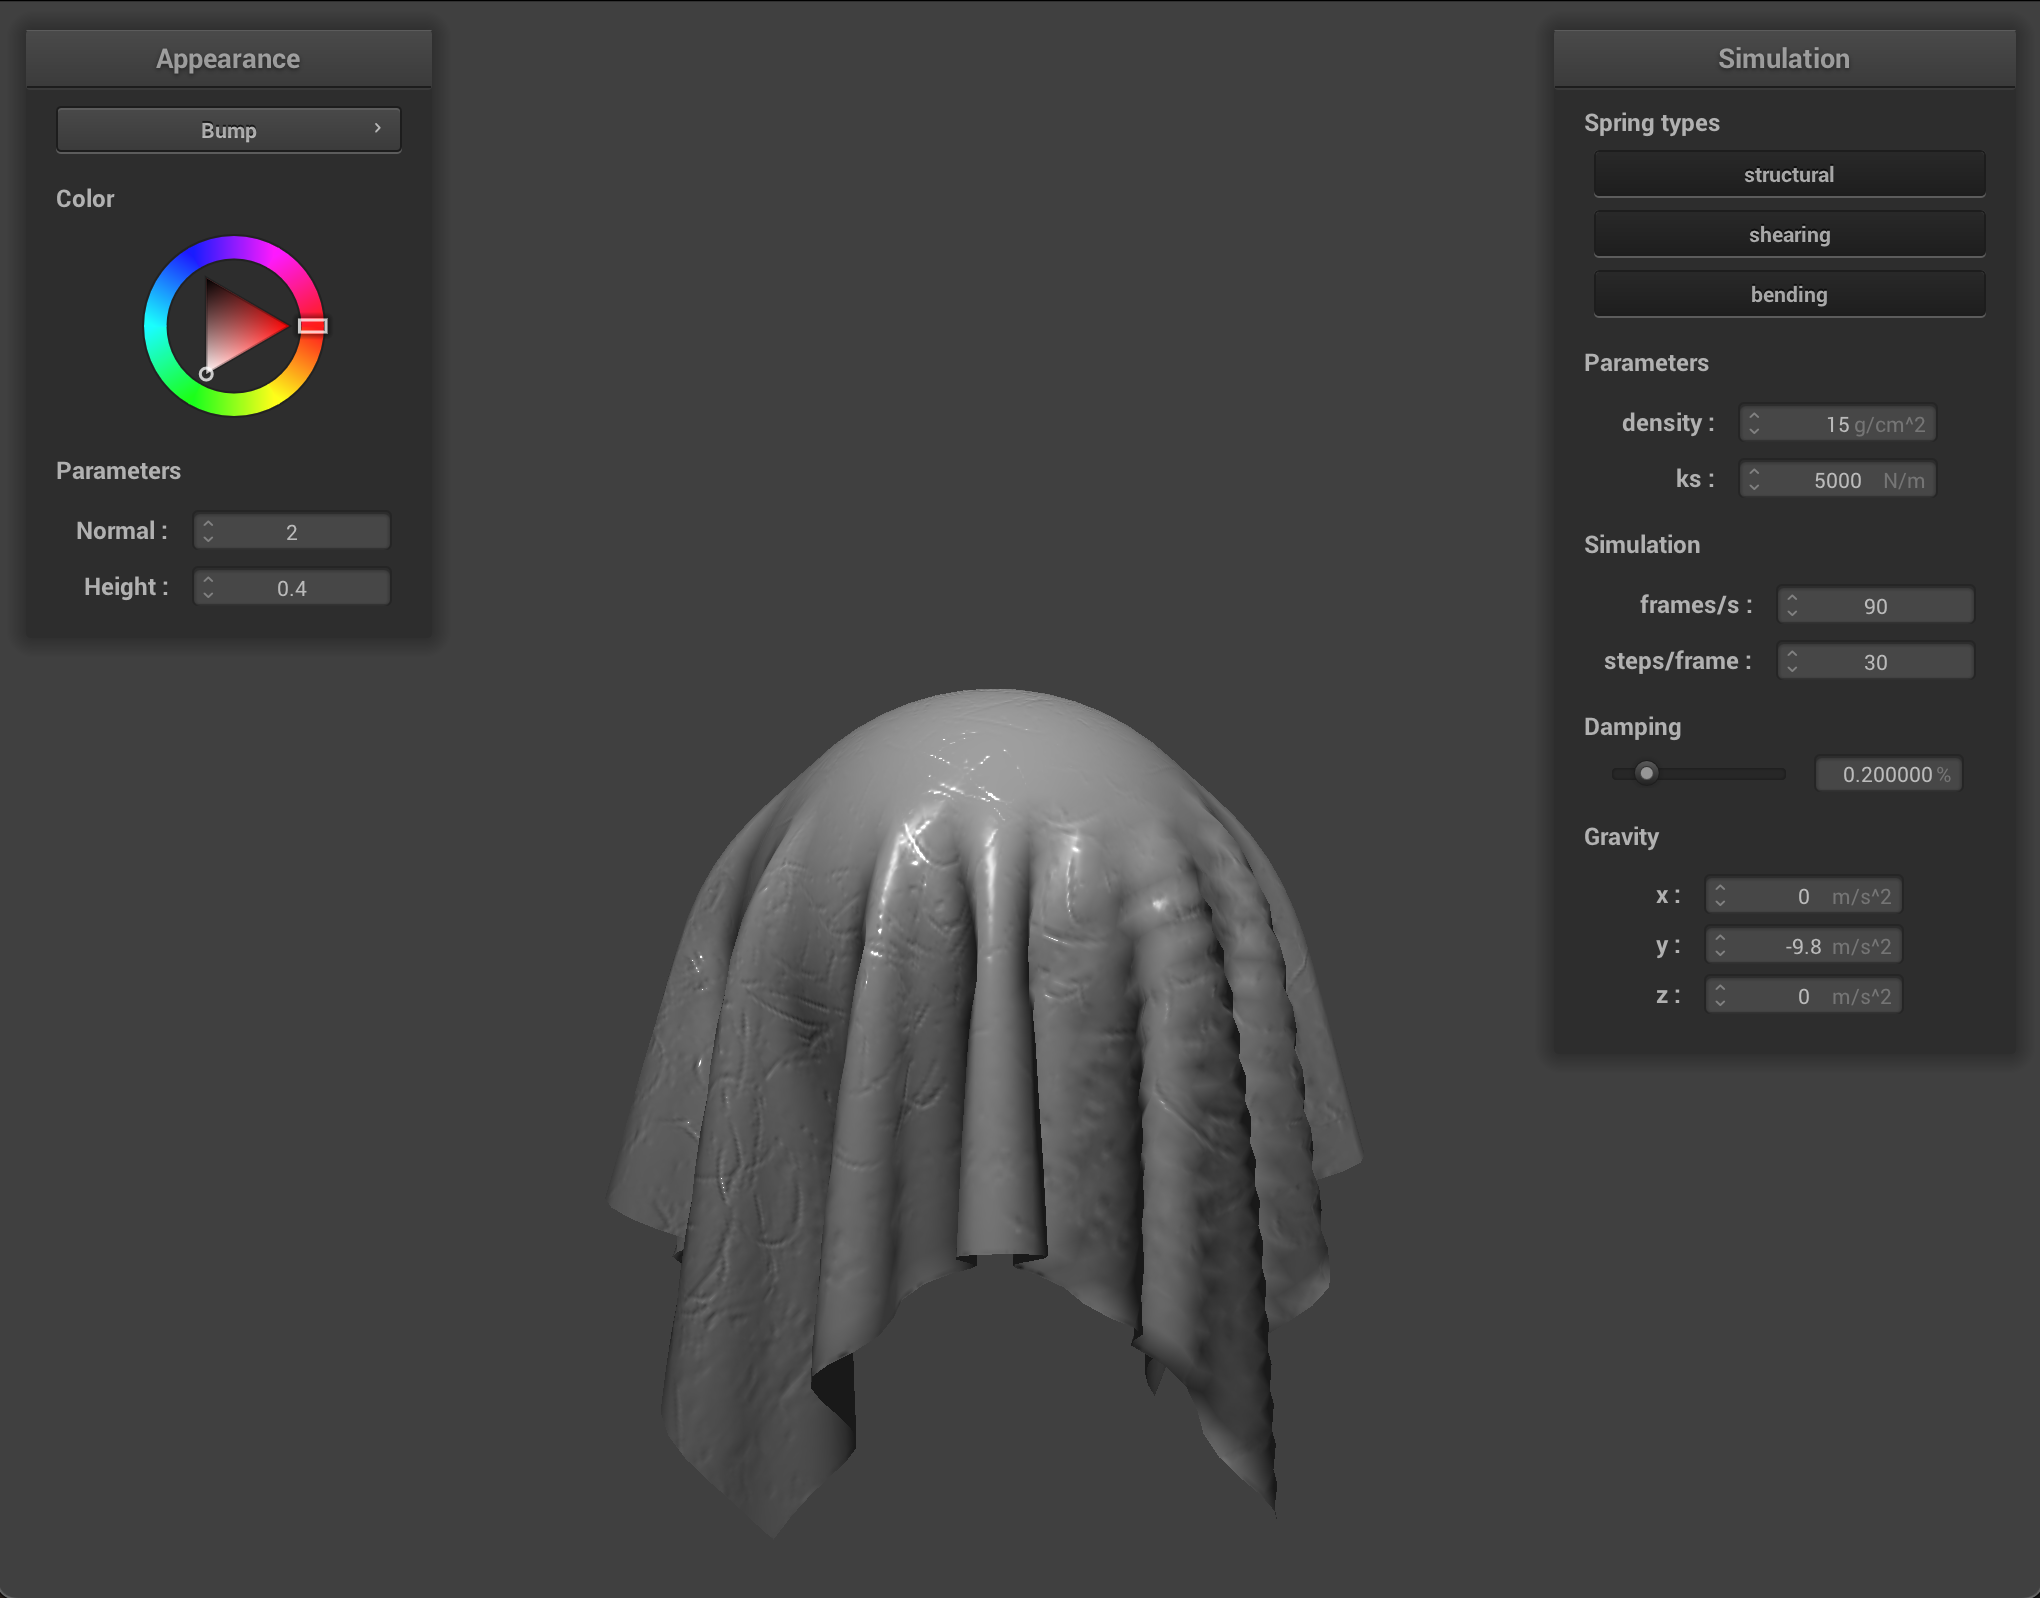 Appearance
Bump
Color
Parameters
Normal : 2
Height : 0.4
Simulation
Spring types
structural
shearing
bending
Parameters
density : 15 g/cm^2
ks : 5000 N/m
Simulation
frames/s : 90
steps/frame : 30
Damping
0.200000 %
Gravity
x : 0 m/s^2
y : -9.8 m/s^2
z : 0 m/s^2